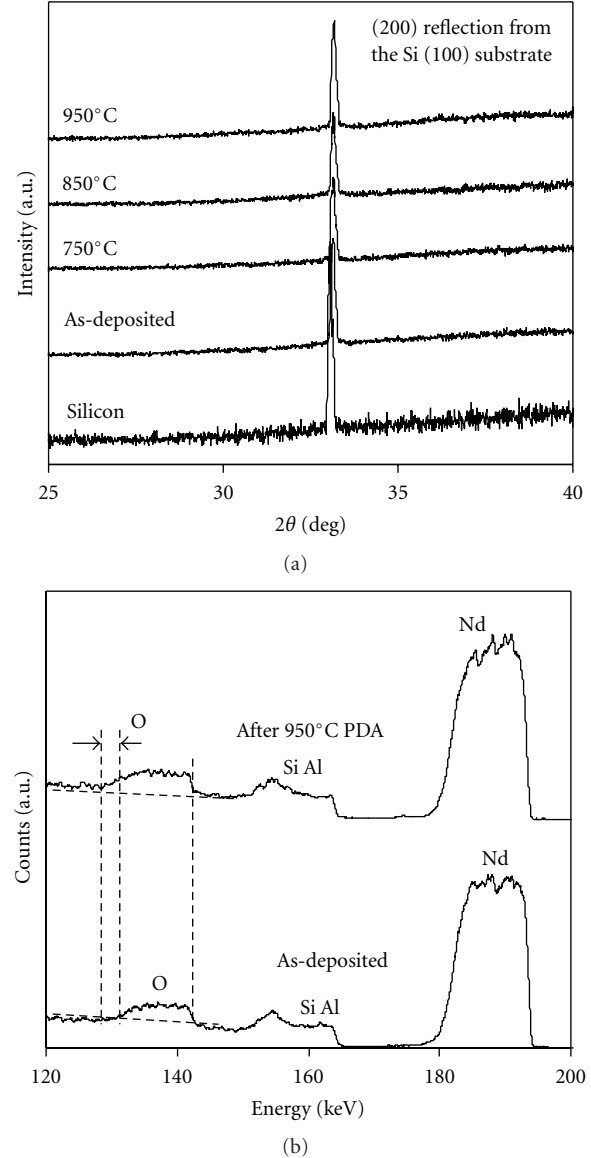 (200) reflection from
the Si (100) substrate
950°C
850°C
750°C
As-deposited
Silicon
Intensity (a.u.)
25 30 35 40
2θ (deg)
(a)
Nd
O
After 950°C PDA
Si Al
Nd
As-deposited
O
Si Al
Counts (a.u.)
120 140 160 180 200
Energy (keV)
(b)